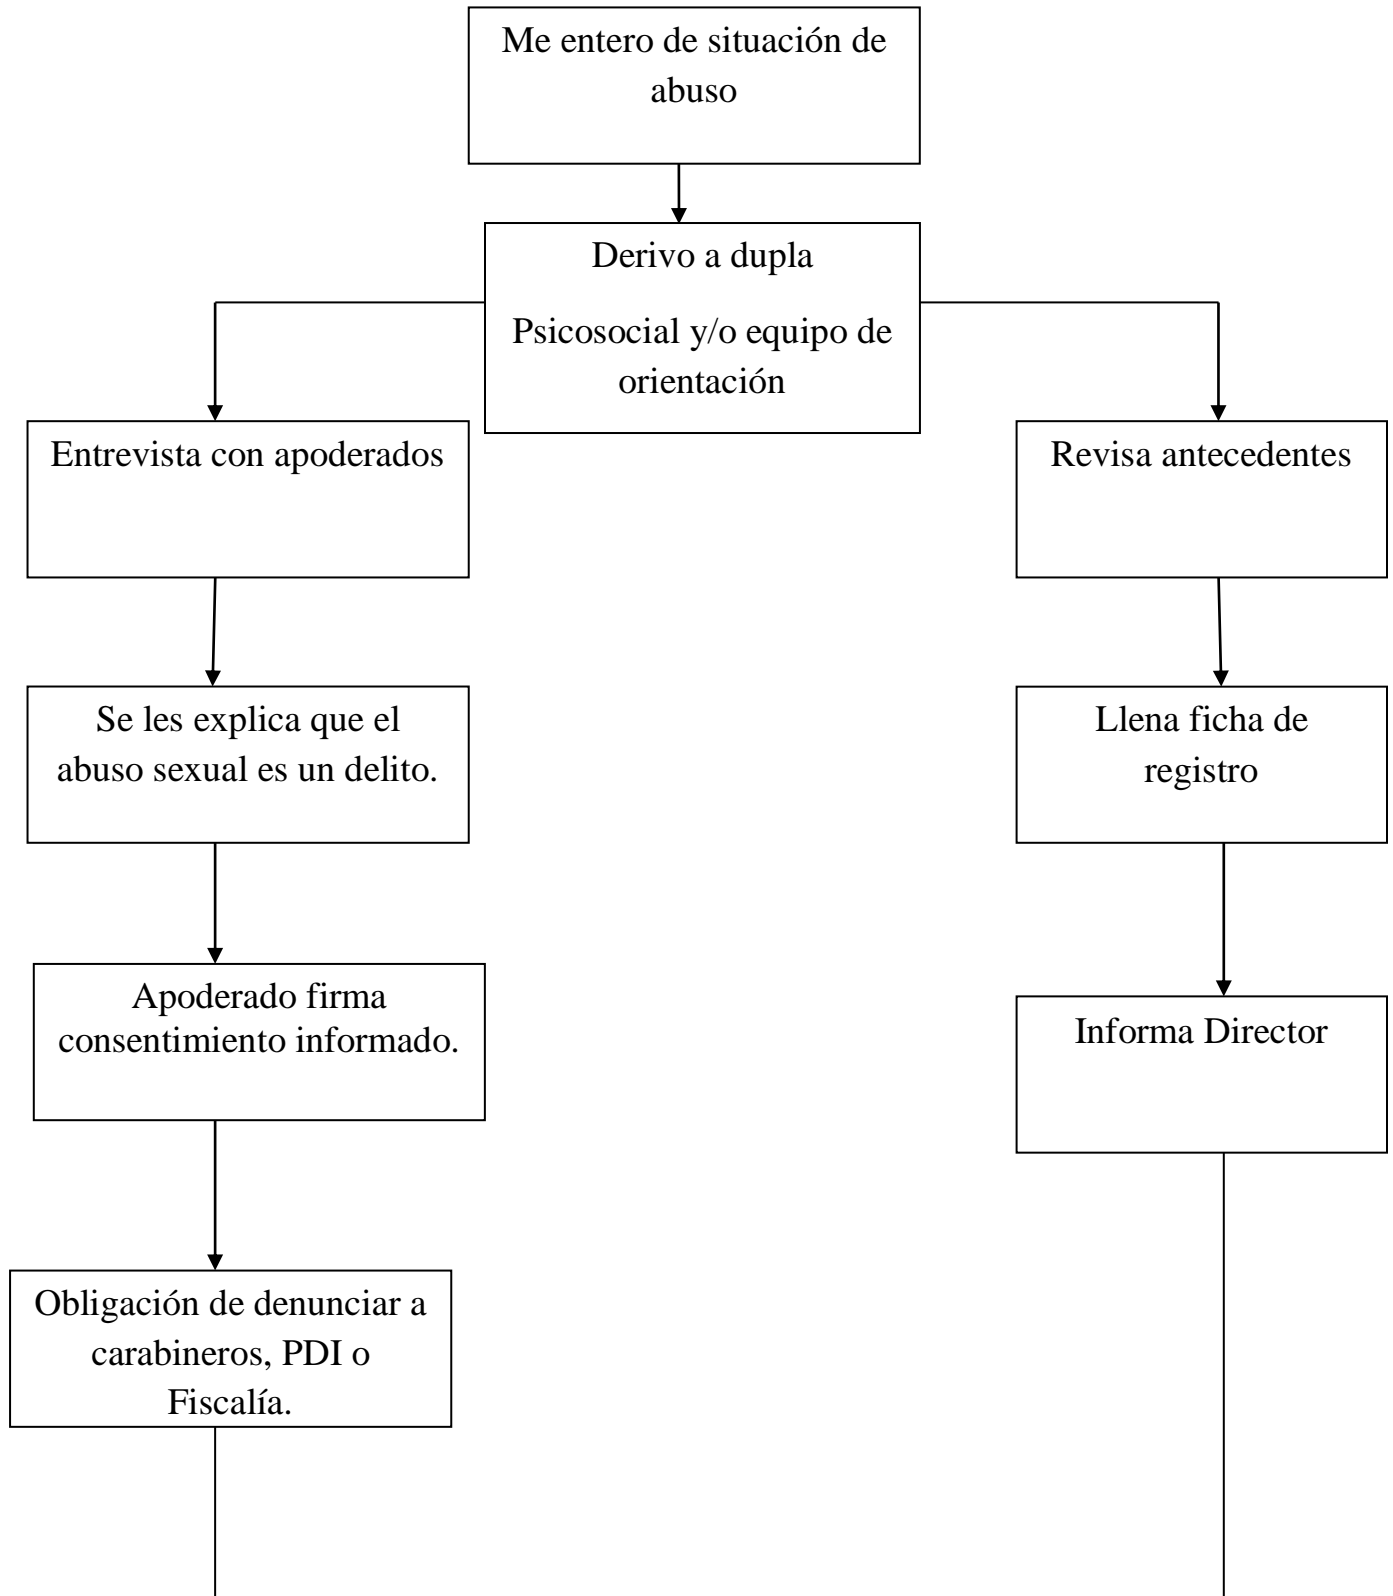 Me entero de situación de
abuso
Derivo a dupla
Psicosocial y/o equipo de
orientación
Entrevista con apoderados
Revisa antecedentes
Se les explica que el
abuso sexual es un delito.
Llena ficha de
registro
Apoderado firma
consentimiento informado.
Informa Director
Obligación de denunciar a
carabineros, PDI o
Fiscalía.